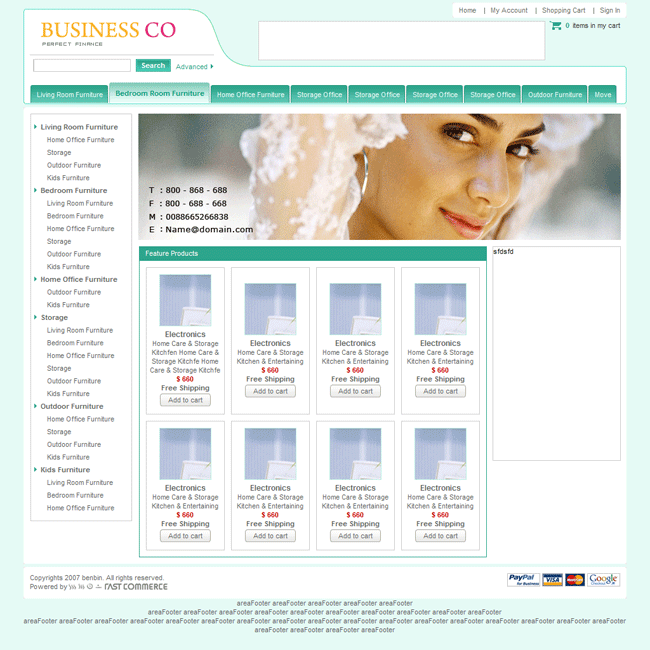 Home | My Account | Shopping Cart | Sign In
BUSINESS CO
PERFECT FINANCE
0 items in my cart
Search Advanced
Living Room Furniture Bedroom Room Furniture Home Office Furniture Storage Office Storage Office Storage Office Storage Office Outdoor Furniture Move
Living Room Furniture
Home Office Furniture
Storage
Outdoor Furniture
Kids Furniture
Bedroom Furniture
Living Room Furniture
Bedroom Furniture
Home Office Furniture
Storage
Outdoor Furniture
Kids Furniture
Home Office Furniture
Outdoor Furniture
Kids Furniture
Storage
Living Room Furniture
Bedroom Furniture
Home Office Furniture
Storage
Outdoor Furniture
Kids Furniture
Outdoor Furniture
Home Office Furniture
Storage
Outdoor Furniture
Kids Furniture
Kids Furniture
Living Room Furniture
Bedroom Furniture
Home Office Furniture
T : 800 - 868 - 688
F : 800 - 688 - 668
M : 0088665266838
E : Name@domain.com
Feature Products
sfdsfd
Electronics
Home Care & Storage
Kitchfen Home Care &
Storage Kitchfe Home
Care & Storage Kitchfe
$ 660
Free Shipping
Add to cart
Electronics
Home Care & Storage
Kitchen & Entertaining
$ 660
Free Shipping
Add to cart
Electronics
Home Care & Storage
Kitchen & Entertaining
$ 660
Free Shipping
Add to cart
Electronics
Home Care & Storage
Kitchen & Entertaining
$ 660
Free Shipping
Add to cart
Electronics
Home Care & Storage
Kitchen & Entertaining
$ 660
Free Shipping
Add to cart
Electronics
Home Care & Storage
Kitchen & Entertaining
$ 660
Free Shipping
Add to cart
Electronics
Home Care & Storage
Kitchen & Entertaining
$ 660
Free Shipping
Add to cart
Electronics
Home Care & Storage
Kitchen & Entertaining
$ 660
Free Shipping
Add to cart
Copyrights 2007 benbin. All rights reserved.
Powered by FAST COMMERCE
PayPal for Business VISA MasterCard Google Checkout
areaFooter areaFooter areaFooter areaFooter areaFooter
areaFooter areaFooter areaFooter areaFooter areaFooter areaFooter areaFooter areaFooter areaFooter areaFooter
areaFooter areaFooter areaFooter areaFooter areaFooter areaFooter areaFooter areaFooter areaFooter areaFooter areaFooter areaFooter areaFooter areaFooter areaFooter areaFooter areaFooter
areaFooter areaFooter areaFooter areaFooter